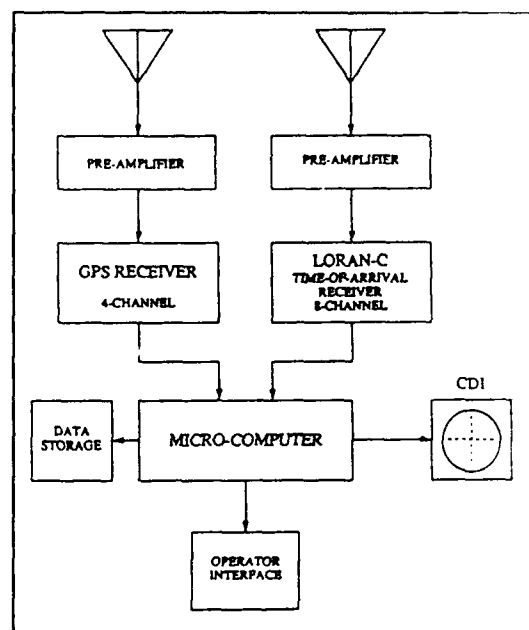 PRE-AMPLIFIER
PRE-AMPLIFIER
GPS RECEIVER
4-CHANNEL
LORAN-C
TIME-OF-ARRIVAL
RECEIVER
8-CHANNEL
CDI
DATA
STORAGE
MICRO-COMPUTER
OPERATOR
INTERFACE